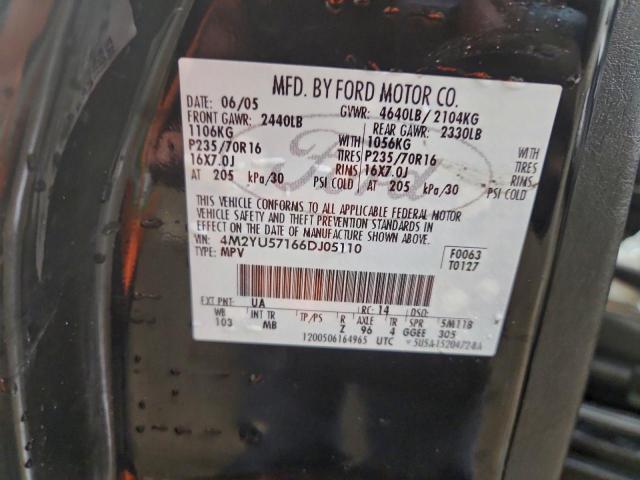 MFD. BY FORD MOTOR CO.
DATE: 06/05 GVWR: 4640LB/ 2104KG
FRONT GAWR: 2440LB REAR GAWR: 2330LB
1106KG WITH 1056KG WITH
P235/70R16 TIRES P235/70R16 TIRES
16X7.0J RIMS 16X7.0J RIMS
AT 205 kPa/30 PSI COLD AT 205 kPa/30 PSI COLD
Ford
THIS VEHICLE CONFORMS TO ALL APPLICABLE FEDERAL MOTOR
VEHICLE SAFETY AND THEFT PREVENTION STANDARDS IN
EFFECT ON THE DATE OF MANUFACTURE SHOWN ABOVE.
VIN: 4M2YU57166DJ05110 F0063
TYPE: MPV T0127
EXT PNT: UA RC: 14 DSO:
WB INT TR TP/PS R AXLE TR SPR 5M118
103 MB Z 96 4 GGEE 305
1200506164965 UTC